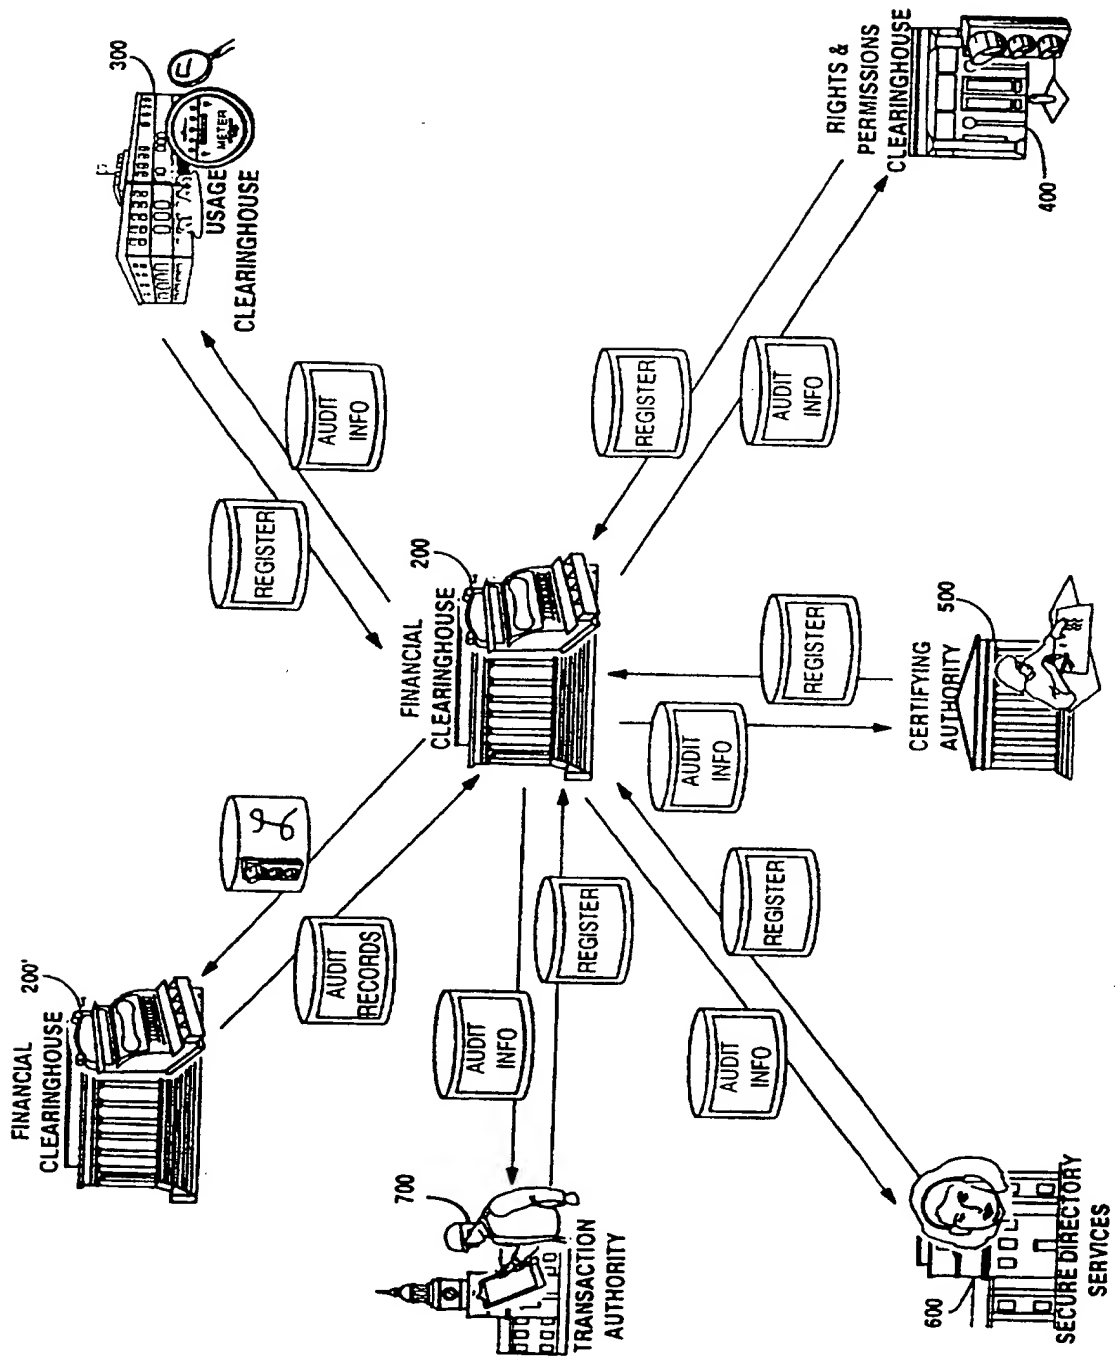 FINANCIAL
CLEARINGHOUSE
200'
300
USAGE
CLEARINGHOUSE
METER
REGISTER
AUDIT
INFO
AUDIT
RECORDS
700
TRANSACTION
AUTHORITY
AUDIT
INFO
REGISTER
FINANCIAL
CLEARINGHOUSE
200
REGISTER
AUDIT
INFO
RIGHTS &
PERMISSIONS
CLEARINGHOUSE
400
AUDIT
INFO
REGISTER
AUDIT
INFO
REGISTER
600
SECURE DIRECTORY
SERVICES
CERTIFYING
AUTHORITY
500